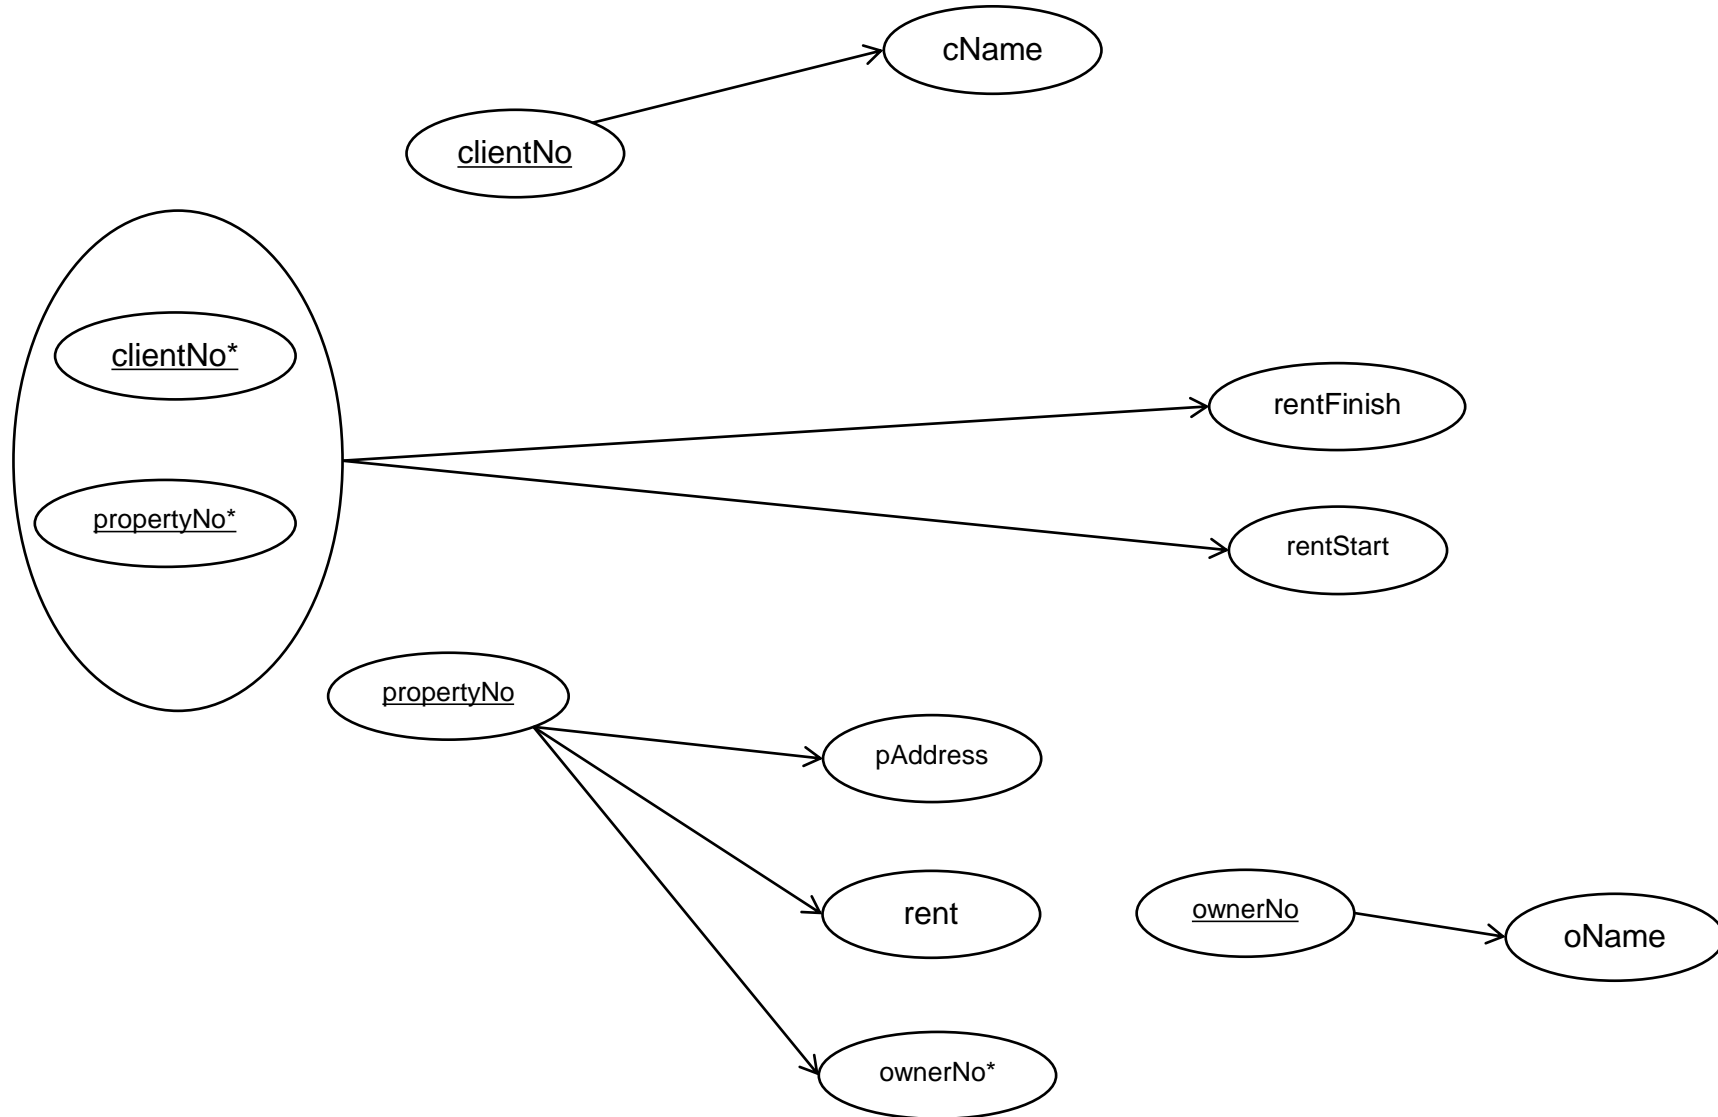 cName
clientNo
clientNo*
rentFinish
propertyNo*
rentStart
propertyNo
pAddress
rent
ownerNo
oName
ownerNo*